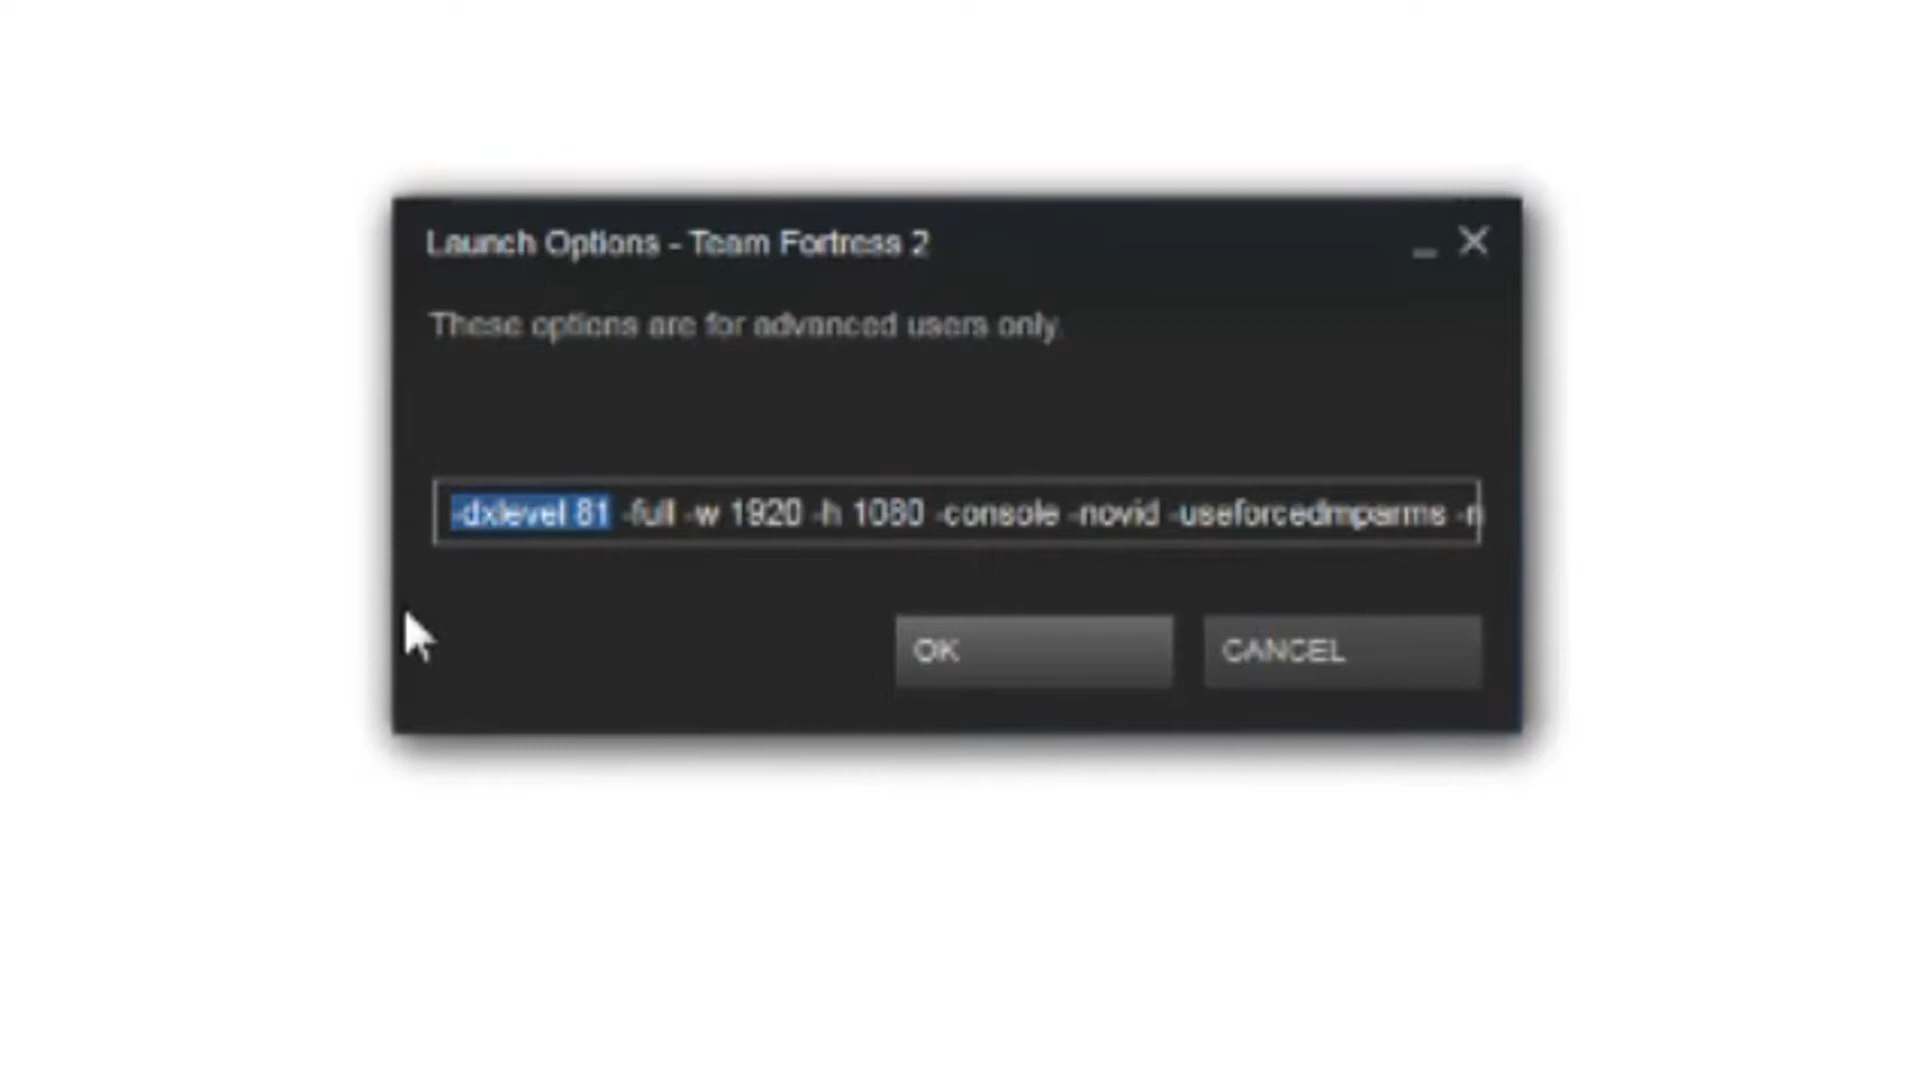 Launch Options - Team Fortress 2
These options are for advanced users only.
-dxlevel 81 -full -w 1920 -h 1080 -console -novid -useforcedmparms
OK
CANCEL